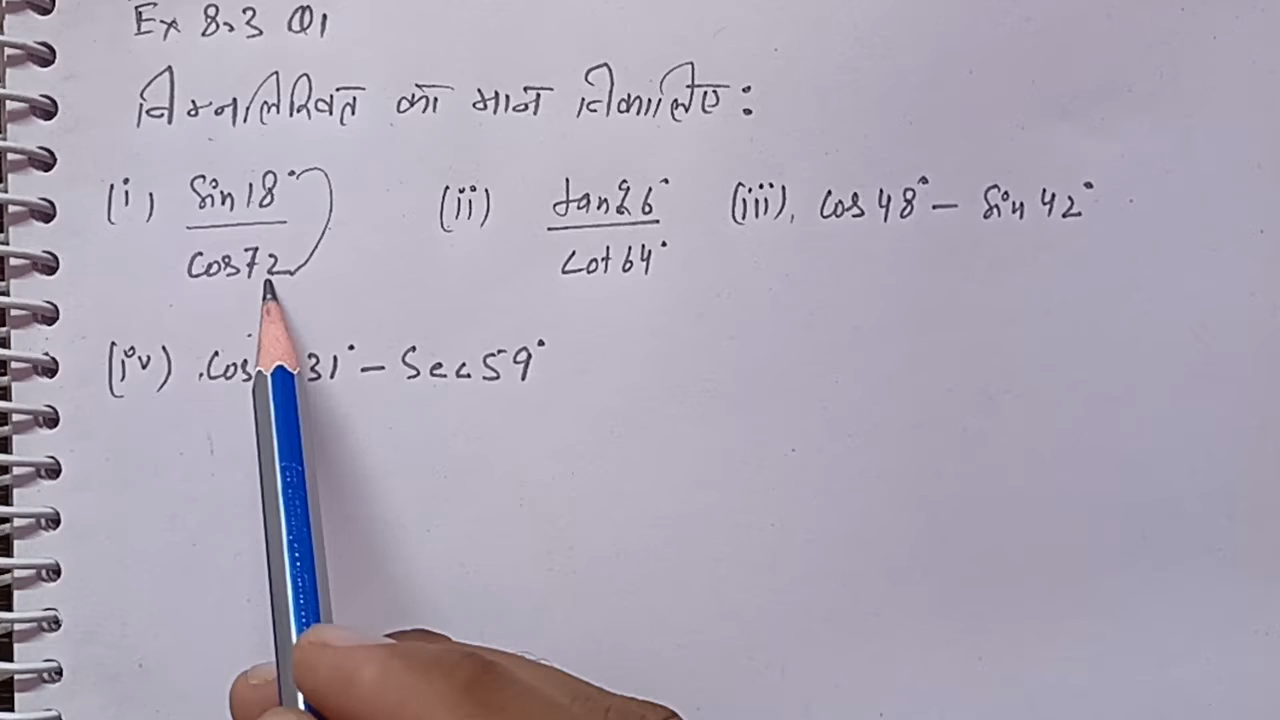 Ex 8.3 Q1
निम्नलिखित का मान निकालिए :
(i) sin 18° / cos 72 (ii) tan 26° / cot 64° (iii). cos 48° – sin 42°
(iv) . cos 31° – sec 59°